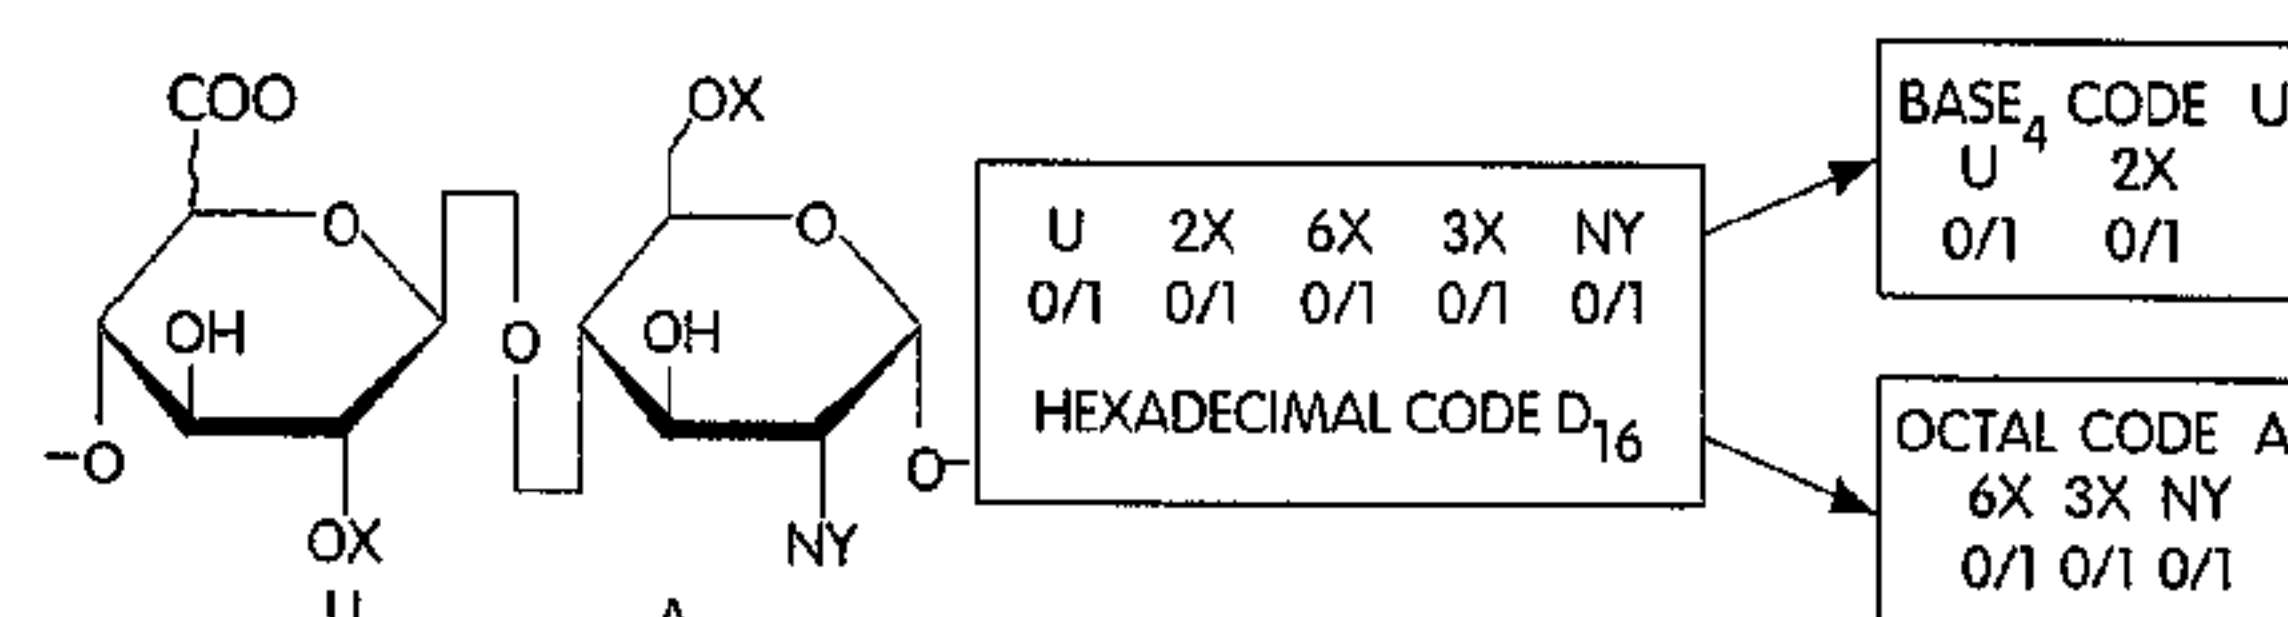 COO
OX
O
O
OH
O
OH
-O
O-
OX
NY
U
A
U 2X 6X 3X NY
0/1 0/1 0/1 0/1 0/1
HEXADECIMAL CODE D16
BASE4 CODE U
U 2X
0/1 0/1
OCTAL CODE A
6X 3X NY
0/1 0/1 0/1